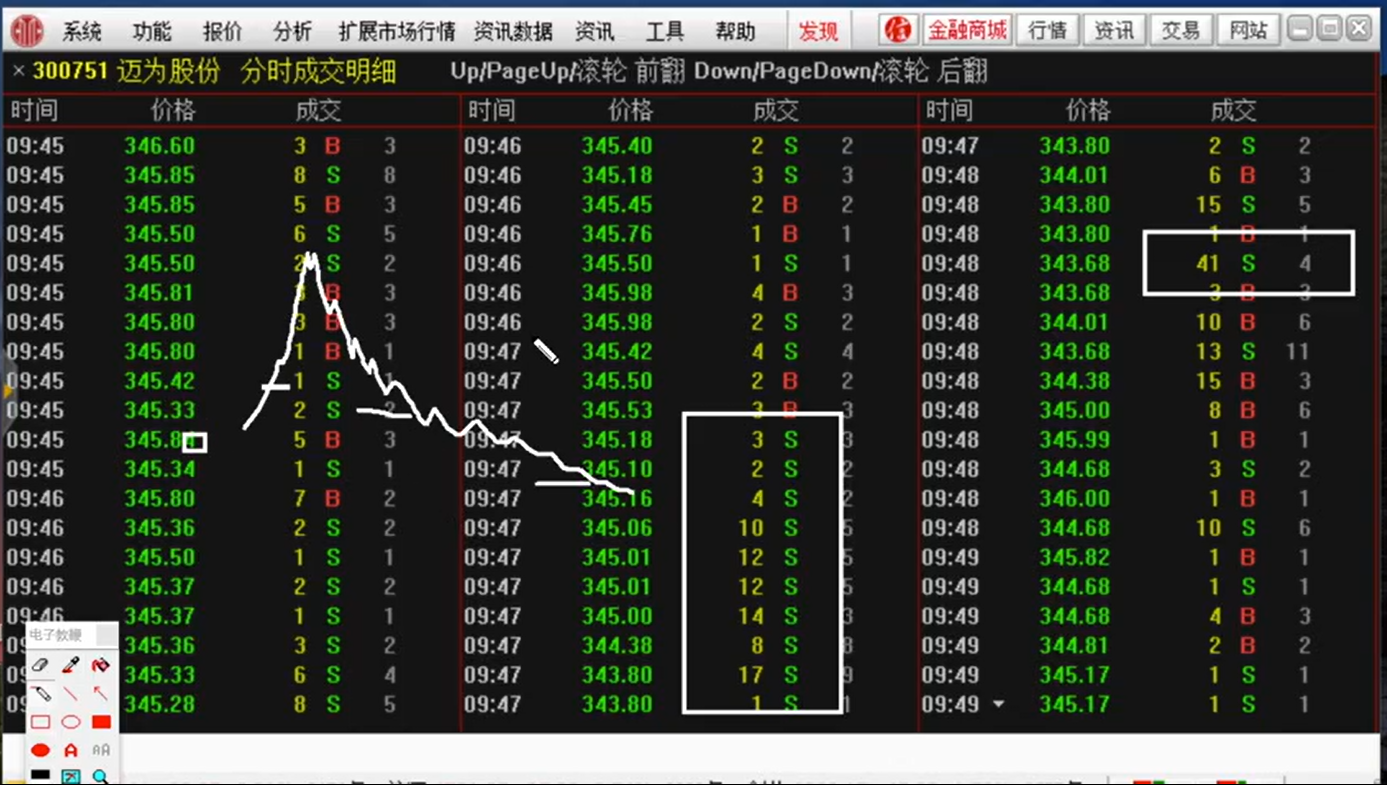 系统 功能 报价 分析 扩展市场行情 资讯数据 资讯 工具 帮助 发现 信 金融商城 行情 资讯 交易 网站
× 300751 迈为股份 分时成交明细 Up/PageUp/滚轮 前翻 Down/PageDown/滚轮 后翻
时间 价格 成交 时间 价格 成交 时间 价格 成交
09:45 346.60 3 B 3 09:46 345.40 2 S 2 09:47 343.80 2 S 2
09:45 345.85 8 S 8 09:46 345.18 3 S 3 09:48 344.01 6 B 3
09:45 345.85 5 B 3 09:46 345.45 2 B 2 09:48 343.80 15 S 5
09:45 345.50 6 S 5 09:46 345.76 1 B 1 09:48 343.80 1 B 1
09:45 345.50 2 S 2 09:46 345.50 1 S 1 09:48 343.68 41 S 4
09:45 345.81 3 B 3 09:46 345.98 4 B 3 09:48 343.68 3 B 3
09:45 345.80 3 B 3 09:46 345.98 2 S 2 09:48 344.01 10 B 6
09:45 345.80 1 B 1 09:47 345.42 4 S 4 09:48 343.68 13 S 11
09:45 345.42 1 S 1 09:47 345.50 2 B 2 09:48 344.38 15 B 3
09:45 345.33 2 S 2 09:47 345.53 3 B 3 09:48 345.00 8 B 6
09:45 345.84 5 B 3 09:47 345.18 3 S 3 09:48 345.99 1 B 1
09:45 345.34 1 S 1 09:47 345.10 2 S 2 09:48 344.68 3 S 2
09:46 345.80 7 B 2 09:47 345.16 4 S 2 09:48 346.00 1 B 1
09:46 345.36 2 S 2 09:47 345.06 10 S 5 09:48 344.68 10 S 6
09:46 345.50 1 S 1 09:47 345.01 12 S 5 09:49 345.82 1 B 1
09:46 345.37 2 S 2 09:47 345.01 12 S 5 09:49 344.68 1 S 1
09:46 345.37 1 S 1 09:47 345.00 14 S 3 09:49 344.68 4 B 3
345.36 3 S 2 09:47 344.38 8 S 8 09:49 344.81 2 B 2
345.33 6 S 4 09:47 343.80 17 S 9 09:49 345.17 1 S 1
345.28 8 S 5 09:47 343.80 1 S 1 09:49 345.17 1 S 1
电子教鞭
A AA